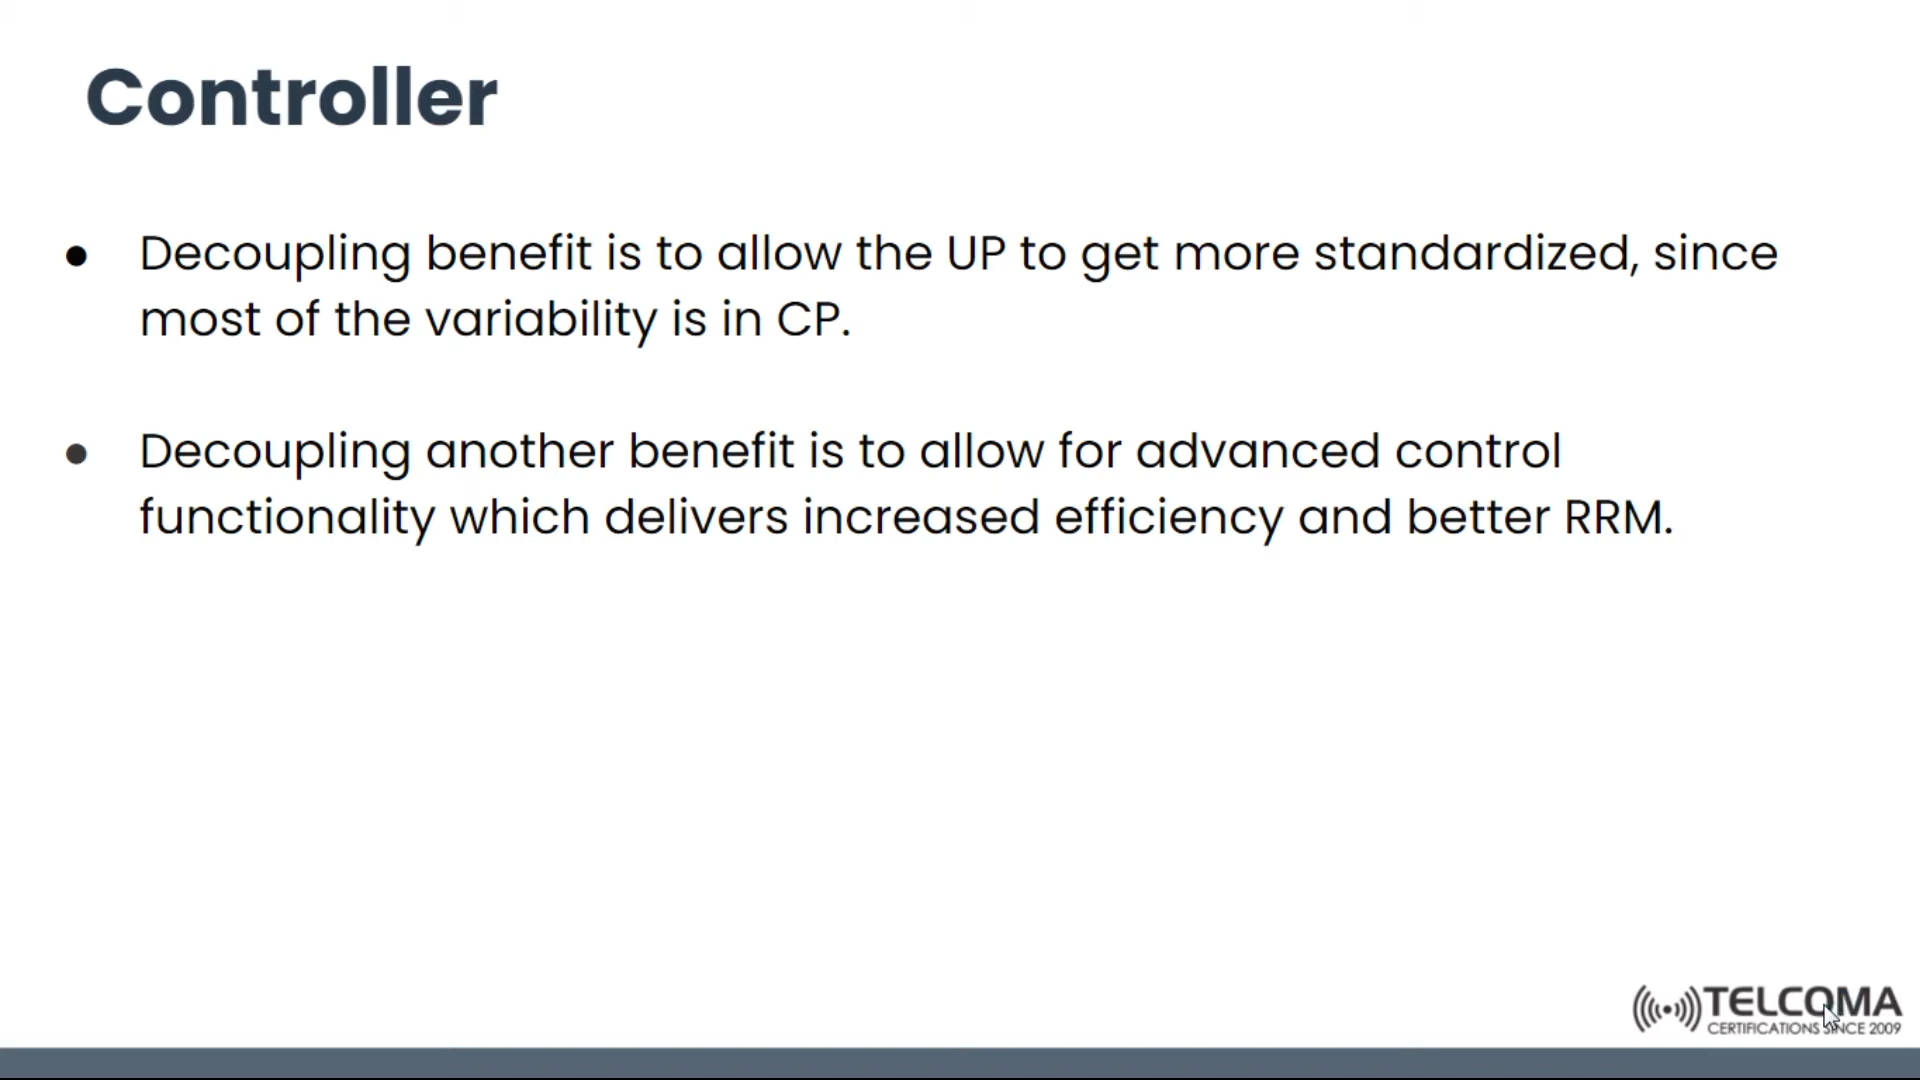 Controller
● Decoupling benefit is to allow the UP to get more standardized, since
most of the variability is in CP.
● Decoupling another benefit is to allow for advanced control
functionality which delivers increased efficiency and better RRM.
TELCOMA
CERTIFICATIONS SINCE 2009